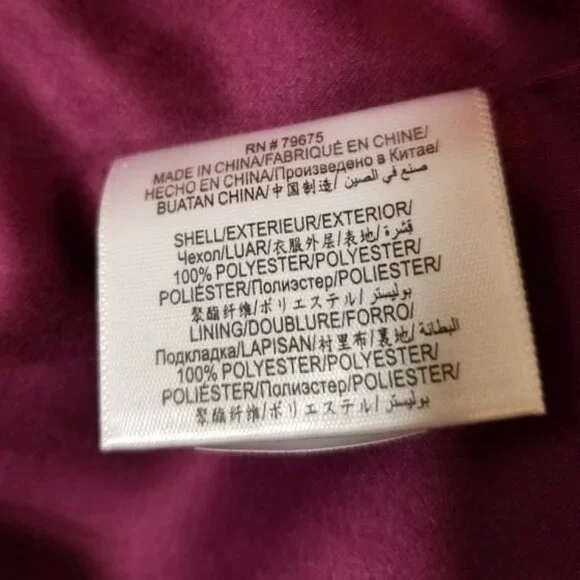 RN # 79675
MADE IN CHINA/FABRIQUÉ EN CHINE/
HECHO EN CHINA/Произведено в Китае/
BUATAN CHINA/中国制造/ صنع في الصين/
SHELL/EXTERIEUR/EXTERIOR/
Чехол/LUAR/衣服外层/表地/ قشرة/
100% POLYESTER/POLYESTER/
POLIÉSTER/Полиэстер/POLIESTER/
聚酯纤维/ポリエステル/ بوليستر/
LINING/DOUBLURE/FORRO/
Подкладка/LAPISAN/衬里布/裏地/ البطانة/
100% POLYESTER/POLYESTER/
POLIÉSTER/Полиэстер/POLIESTER/
聚酯纤维/ポリエステル/ بوليستر/